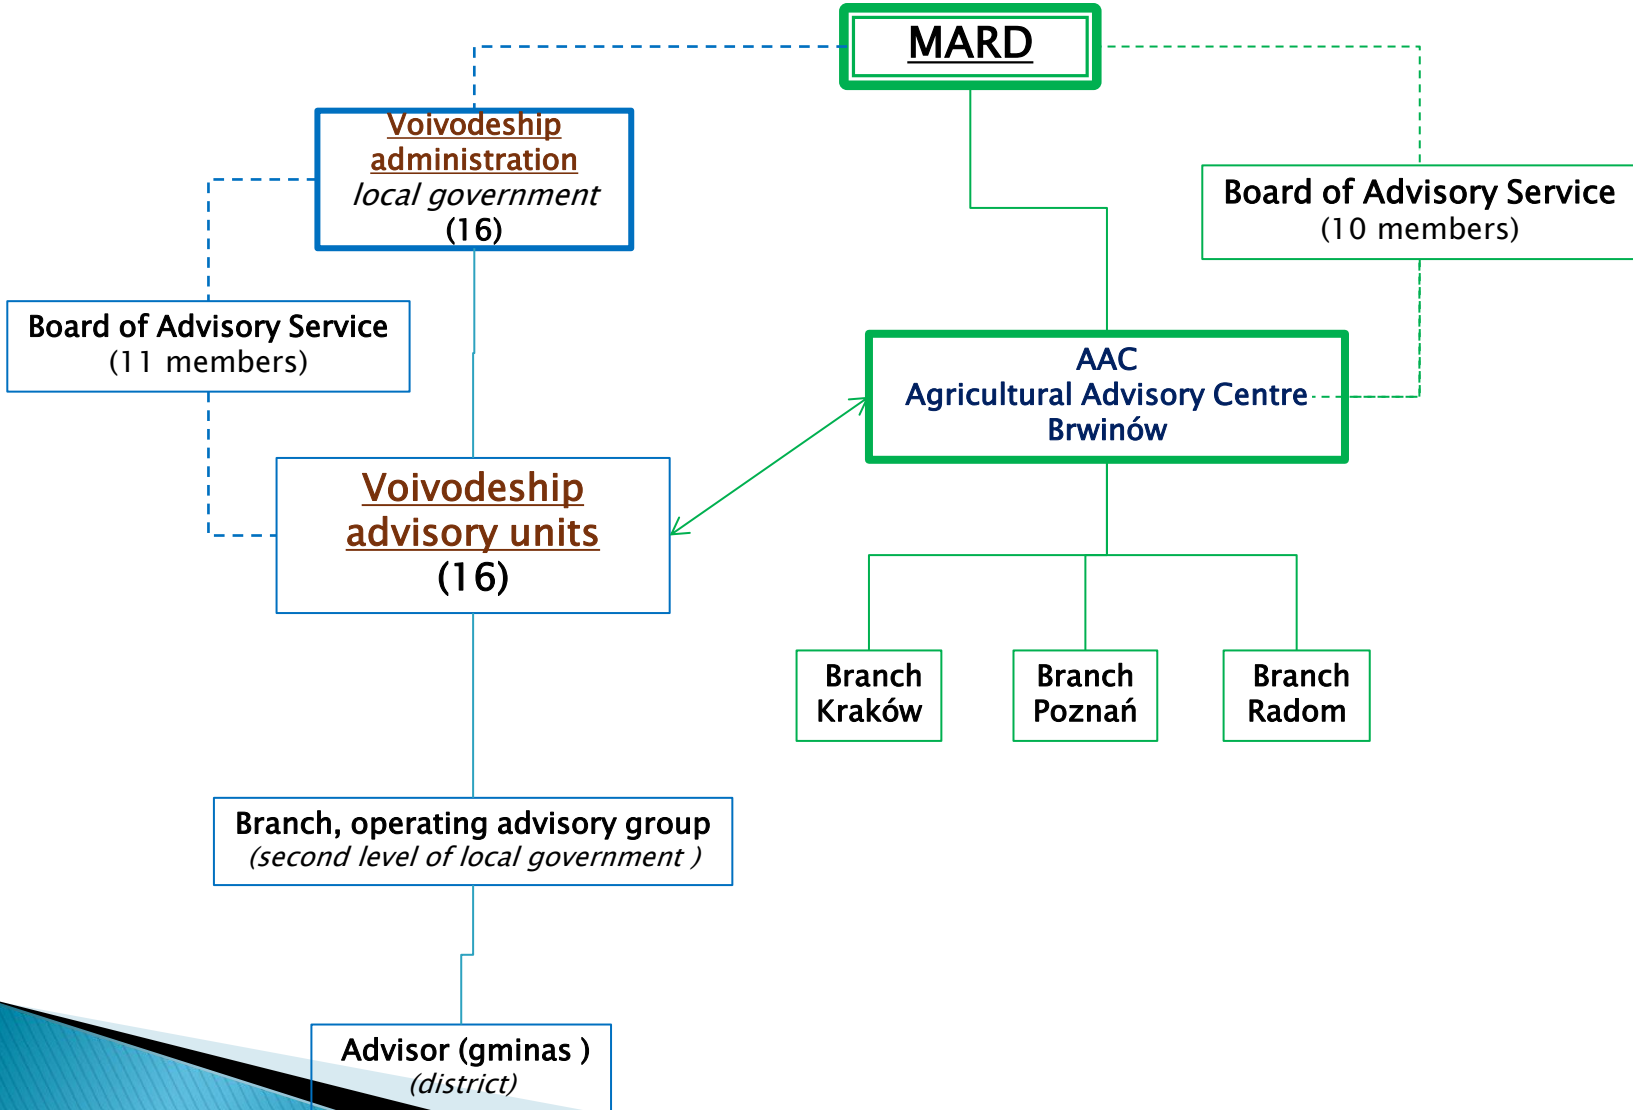 MARD
Voivodeship
administration
local government
(16)
Board of Advisory Service
(10 members)
Board of Advisory Service
(11 members)
AAC
Agricultural Advisory Centre
Brwinów
Voivodeship
advisory units
(16)
Branch
Kraków
Branch
Poznań
Branch
Radom
Branch, operating advisory group
(second level of local government )
Advisor (gminas )
(district)